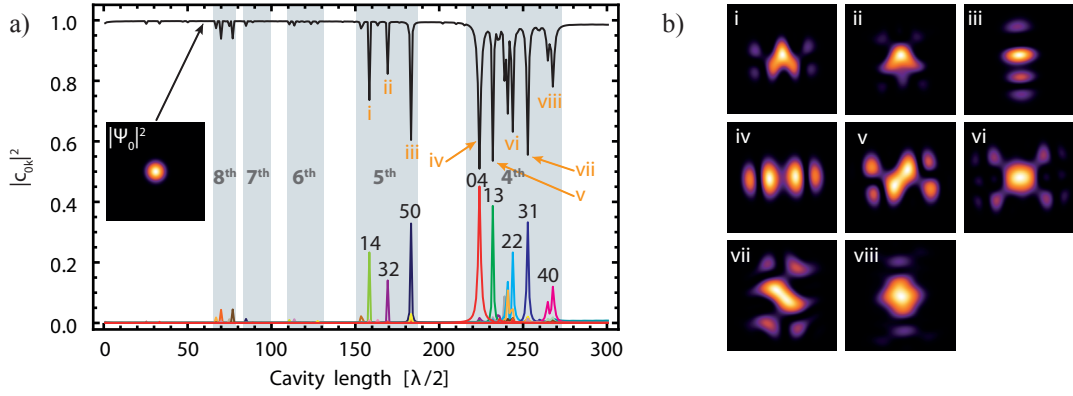 a)
1.0
0.8
0.6
0.4
0.2
0.0
|c₀ₖ|²
|Ψ₀|²
8th 7th 6th 5th 4th
i
ii
iii
iv
v
vi
vii
viii
14
32
50
04
13
22
31
40
0 50 100 150 200 250 300
Cavity length [λ/2]
b)
i ii iii
iv v vi
vii viii